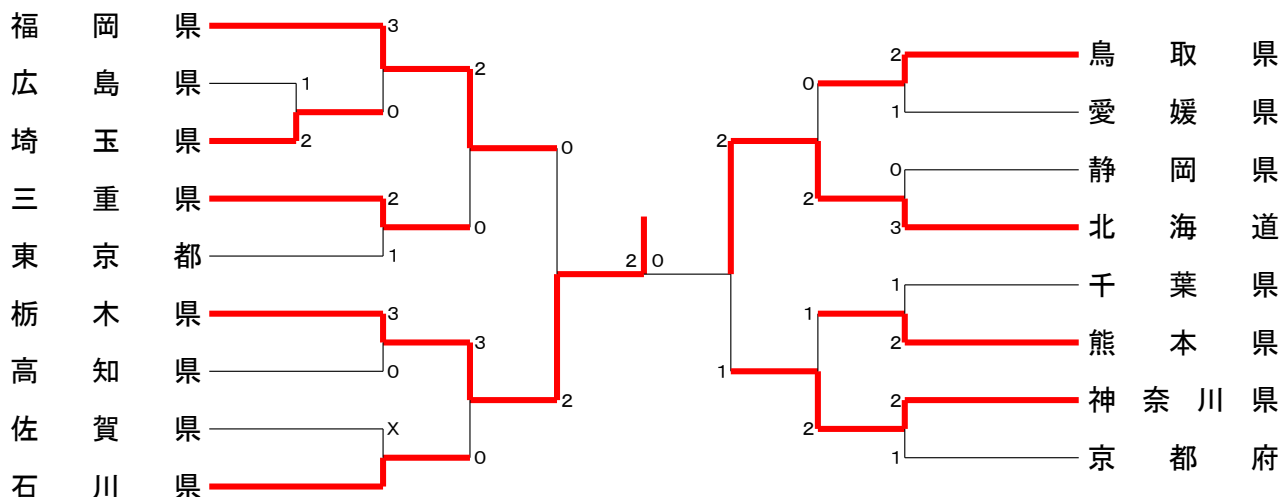 福岡県
広島県
埼玉県
三重県
東京都
栃木県
高知県
佐賀県
石川県
3
1
2
0
2
1
3
0
X
2
0
3
0
0
2
2 0
2
1
0
2
1
2
2
1
0
3
1
2
2
1
鳥取県
愛媛県
静岡県
北海道
千葉県
熊本県
神奈川県
京都府